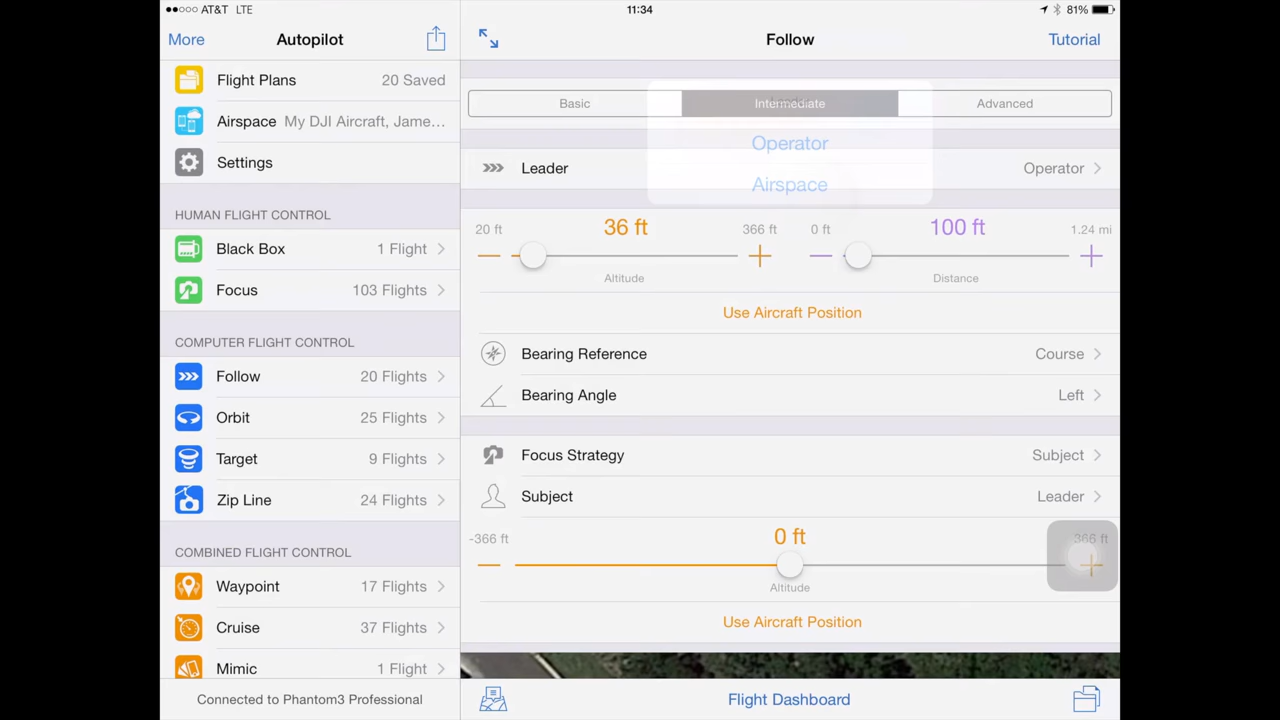 AT&T LTE 11:34 81%
More Autopilot Follow Tutorial
Flight Plans 20 Saved
Airspace My DJI Aircraft, Jame...
Settings
HUMAN FLIGHT CONTROL
Black Box 1 Flight
Focus 103 Flights
COMPUTER FLIGHT CONTROL
Follow 20 Flights
Orbit 25 Flights
Target 9 Flights
Zip Line 24 Flights
COMBINED FLIGHT CONTROL
Waypoint 17 Flights
Cruise 37 Flights
Mimic 1 Flight
Connected to Phantom3 Professional
Basic Intermediate Advanced
Operator
Airspace
Leader Operator
20 ft 36 ft 366 ft
Altitude
0 ft 100 ft 1.24 mi
Distance
Use Aircraft Position
Bearing Reference Course
Bearing Angle Left
Focus Strategy Subject
Subject Leader
-366 ft 0 ft 366 ft
Altitude
Use Aircraft Position
Flight Dashboard